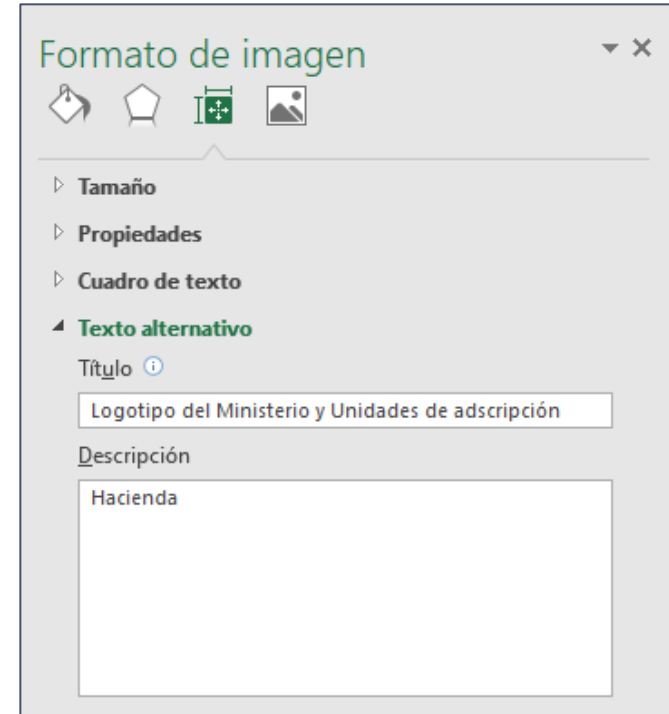 Formato de imagen
Tamaño
Propiedades
Cuadro de texto
Texto alternativo
Título
Logotipo del Ministerio y Unidades de adscripción
Descripción
Hacienda